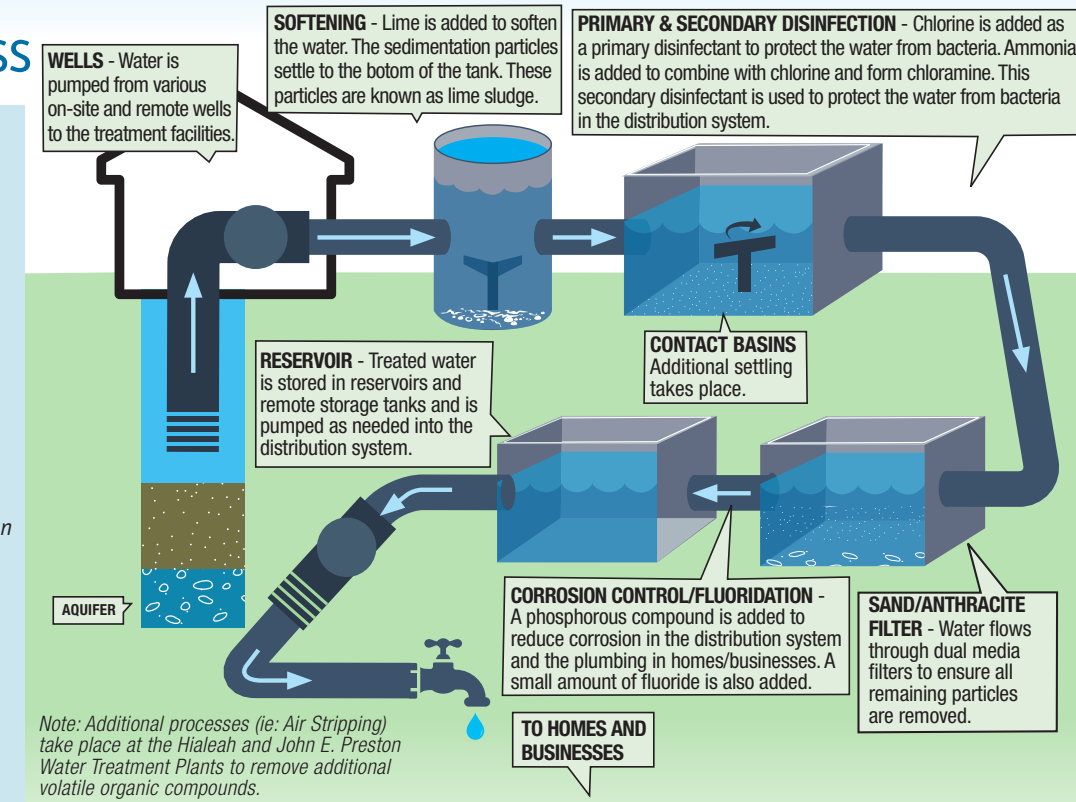 SS
WELLS - Water is
pumped from various
on-site and remote wells
to the treatment facilities.
SOFTENING - Lime is added to soften
the water. The sedimentation particles
settle to the botom of the tank. These
particles are known as lime sludge.
PRIMARY & SECONDARY DISINFECTION - Chlorine is added as
a primary disinfectant to protect the water from bacteria. Ammonia
is added to combine with chlorine and form chloramine. This
secondary disinfectant is used to protect the water from bacteria
in the distribution system.
CONTACT BASINS
Additional settling
takes place.
RESERVOIR - Treated water
is stored in reservoirs and
remote storage tanks and is
pumped as needed into the
distribution system.
n
AQUIFER
CORROSION CONTROL/FLUORIDATION -
A phosphorous compound is added to
reduce corrosion in the distribution system
and the plumbing in homes/businesses. A
small amount of fluoride is also added.
SAND/ANTHRACITE
FILTER - Water flows
through dual media
filters to ensure all
remaining particles
are removed.
Note: Additional processes (ie: Air Stripping)
take place at the Hialeah and John E. Preston
Water Treatment Plants to remove additional
volatile organic compounds.
TO HOMES AND
BUSINESSES